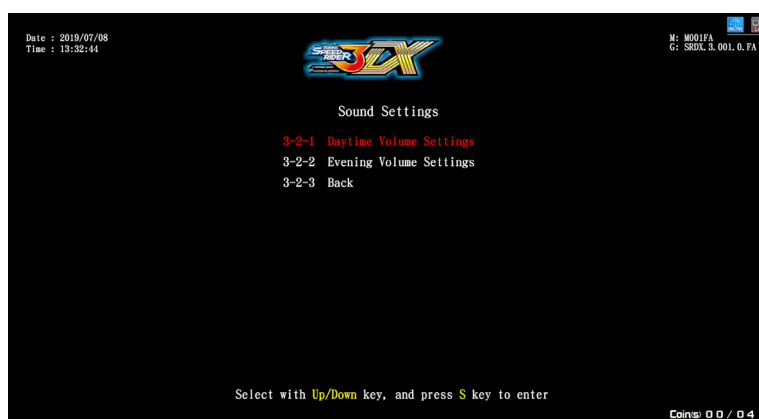 Date : 2019/07/08
Time : 13:32:44
SPEED
RIDER
3DX
ONLINE
M: M001FA
G: SRDX.3.001.0.FA
Sound Settings
3-2-1 Daytime Volume Settings
3-2-2 Evening Volume Settings
3-2-3 Back
Select with Up/Down key, and press S key to enter
Coin(s) 00 / 04